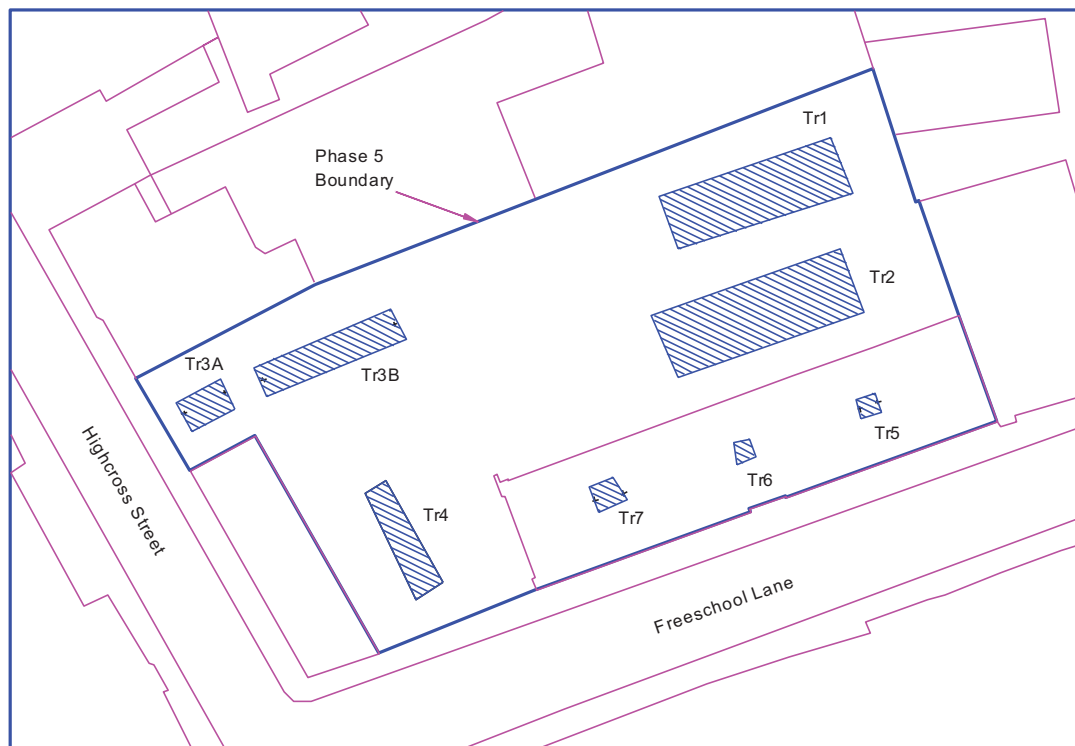 Tr1
Phase 5
Boundary
Tr2
Tr3A
Tr3B
Tr5
Highcross Street
Tr6
Tr4
Tr7
Freeschool Lane